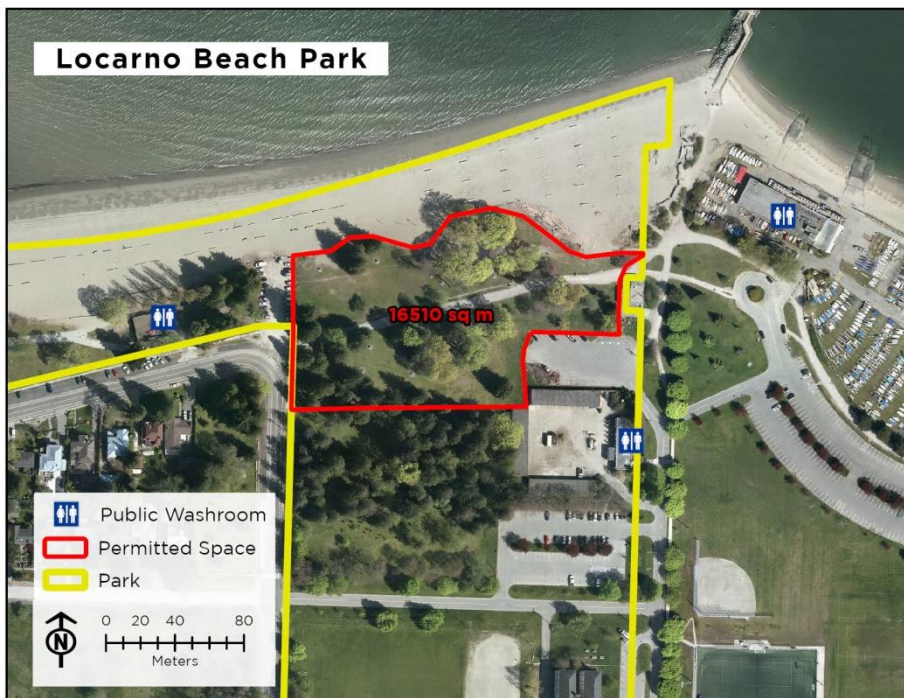 Locarno Beach Park
16510 sq m
Public Washroom
Permitted Space
Park
N
0 20 40 80
Meters